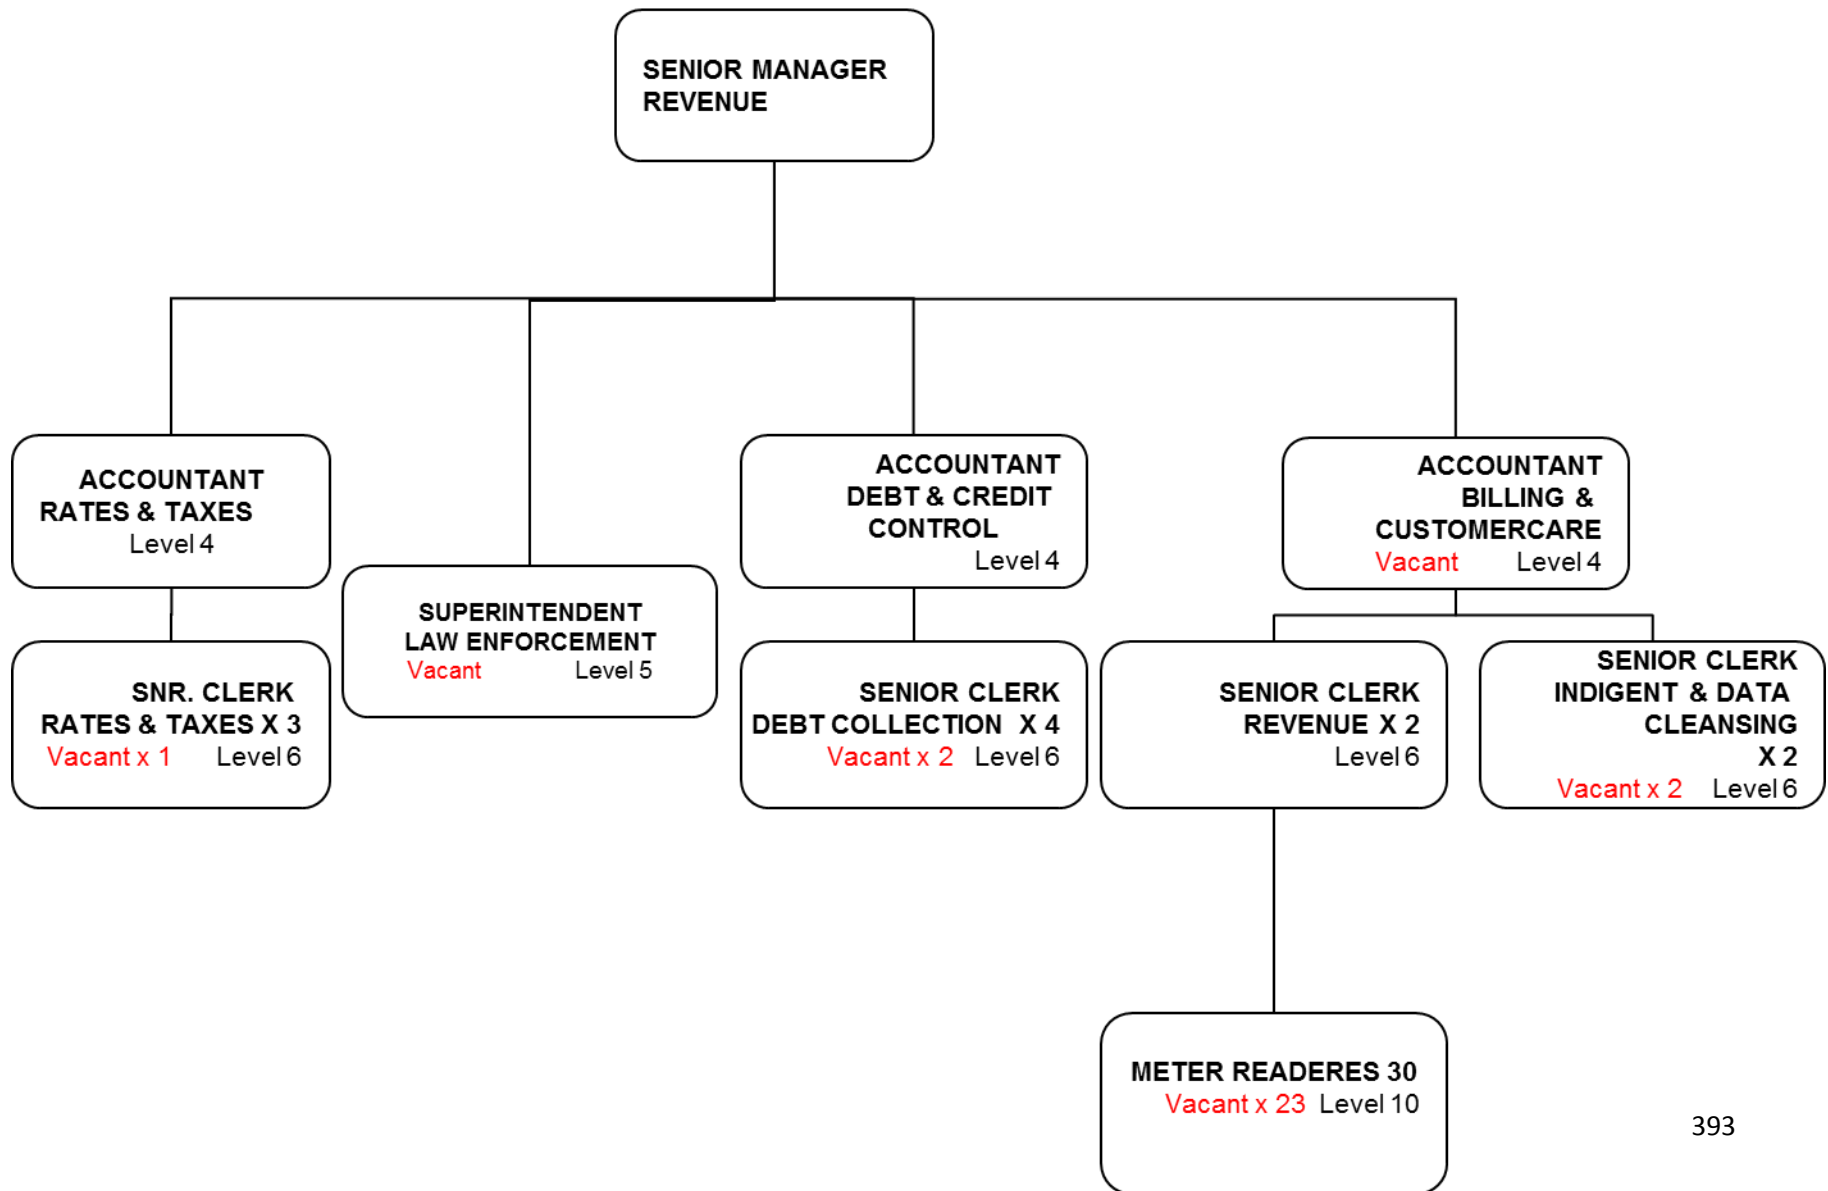 SENIOR MANAGER
REVENUE
ACCOUNTANT
RATES & TAXES
Level 4
SUPERINTENDENT
LAW ENFORCEMENT
Vacant Level 5
ACCOUNTANT
DEBT & CREDIT
CONTROL
Level 4
ACCOUNTANT
BILLING &
CUSTOMERCARE
Vacant Level 4
SNR. CLERK
RATES & TAXES X 3
Vacant x 1 Level 6
SENIOR CLERK
DEBT COLLECTION X 4
Vacant x 2 Level 6
SENIOR CLERK
REVENUE X 2
Level 6
SENIOR CLERK
INDIGENT & DATA
CLEANSING
X 2
Vacant x 2 Level 6
METER READERES 30
Vacant x 23 Level 10
393